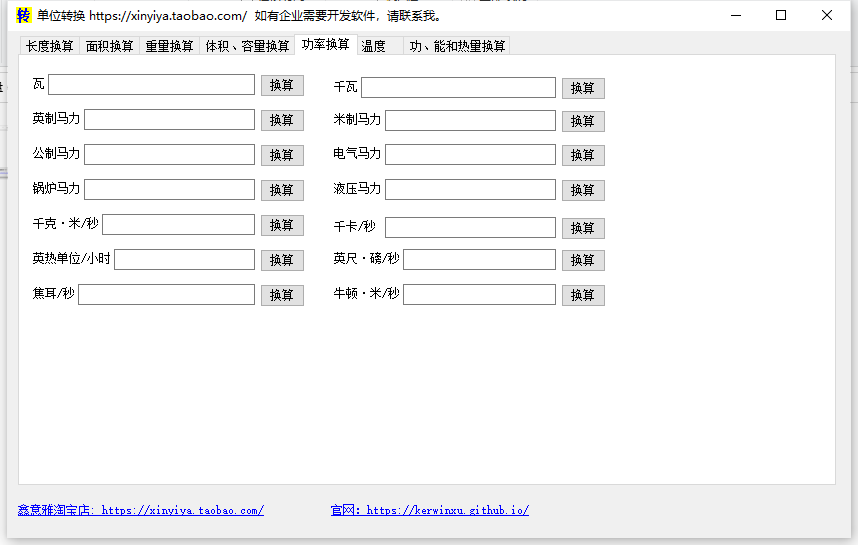 转 单位转换 https://xinyiya.taobao.com/ 如有企业需要开发软件，请联系我。
长度换算 面积换算 重量换算 体积、容量换算 功率换算 温度 功、能和热量换算
瓦 换算 千瓦 换算
英制马力 换算 米制马力 换算
公制马力 换算 电气马力 换算
锅炉马力 换算 液压马力 换算
千克·米/秒 换算 千卡/秒 换算
英热单位/小时 换算 英尺·磅/秒 换算
焦耳/秒 换算 牛顿·米/秒 换算
鑫意雅淘宝店: https://xinyiya.taobao.com/ 官网：https://kerwinxu.github.io/